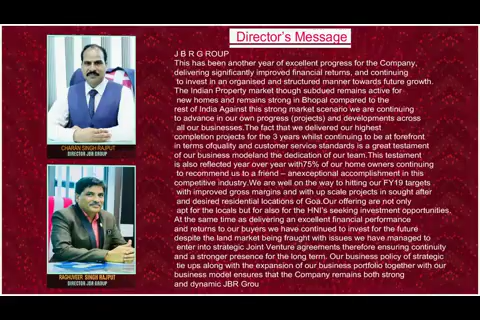 Director's Message
J B R G ROUP
This has been another year of excellent progress for the Company,
delivering significantly improved financial returns, and continuing
to invest in an organised and structured manner towards future growth.
The Indian Property market though subdued remains active for
new homes and remains strong in Bhopal compared to the
rest of India Against this strong market scenario we are continuing
to advance in our own progress (projects) and developments across
all our businesses.The fact that we delivered our highest
completion projects for the 3 years whilst continuing to be at forefront
in terms ofquality and customer service standards is a great testament
of our business modeland the dedication of our team.This testament
is also reflected year over year with75% of our home owners continuing
to recommend us to a friend – anexceptional accomplishment in this
competitive industry.We are well on the way to hitting our FY19 targets
with improved gross margins and with up scale projects in sought after
and desired residential locations of Goa.Our offering are not only
apt for the locals but for also for the HNI's seeking investment opportunities.
At the same time as delivering an excellent financial performance
and returns to our buyers we have continued to invest for the future
despite the land market being fraught with issues we have managed to
enter into strategic Joint Venture agreements therefore ensuring continuity
and a stronger presence for the long term. Our business policy of strategic
tie ups along with the expansion of our business portfolio together with our
business model ensures that the Company remains both strong
and dynamic JBR Grou
CHARAN SINGH RAJPUT
DIRECTOR JBR GROUP
RAGHUVEER SINGH RAJPUT
DIRECTOR JBR GROUP